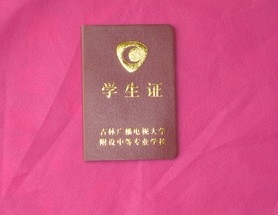 学生证
吉林广播电视大学
附设中等专业学校